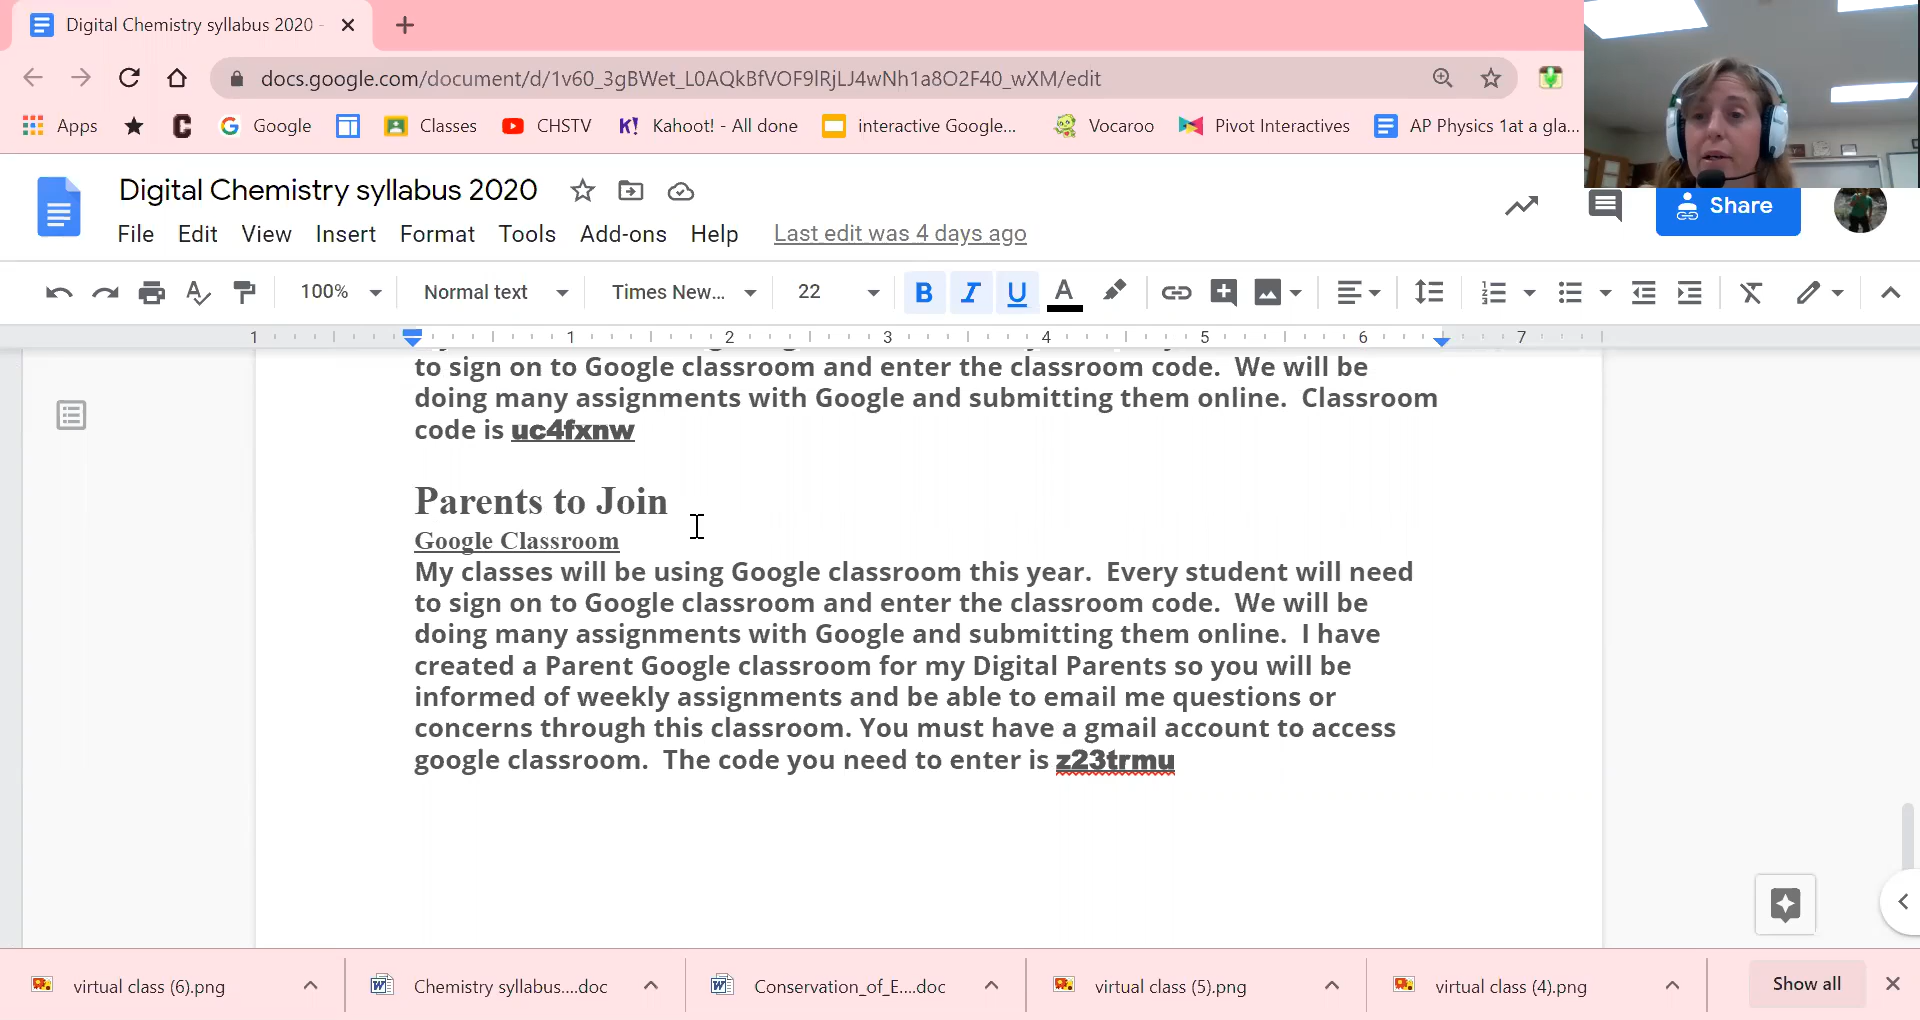 Digital Chemistry syllabus 2020 -
docs.google.com/document/d/1v60_3gBWet_L0AQkBfVOF9lRjLJ4wNh1a8O2F40_wXM/edit
Apps Google Classes CHSTV K! Kahoot! - All done interactive Google... Vocaroo Pivot Interactives AP Physics 1at a gla...
Digital Chemistry syllabus 2020
Share
File Edit View Insert Format Tools Add-ons Help Last edit was 4 days ago
100% Normal text Times New... 22 B I U A
1 1 2 3 4 5 6 7
to sign on to Google classroom and enter the classroom code. We will be
doing many assignments with Google and submitting them online. Classroom
code is uc4fxnw
Parents to Join
Google Classroom
My classes will be using Google classroom this year. Every student will need
to sign on to Google classroom and enter the classroom code. We will be
doing many assignments with Google and submitting them online. I have
created a Parent Google classroom for my Digital Parents so you will be
informed of weekly assignments and be able to email me questions or
concerns through this classroom. You must have a gmail account to access
google classroom. The code you need to enter is z23trmu
virtual class (6).png Chemistry syllabus....doc Conservation_of_E....doc virtual class (5).png virtual class (4).png Show all